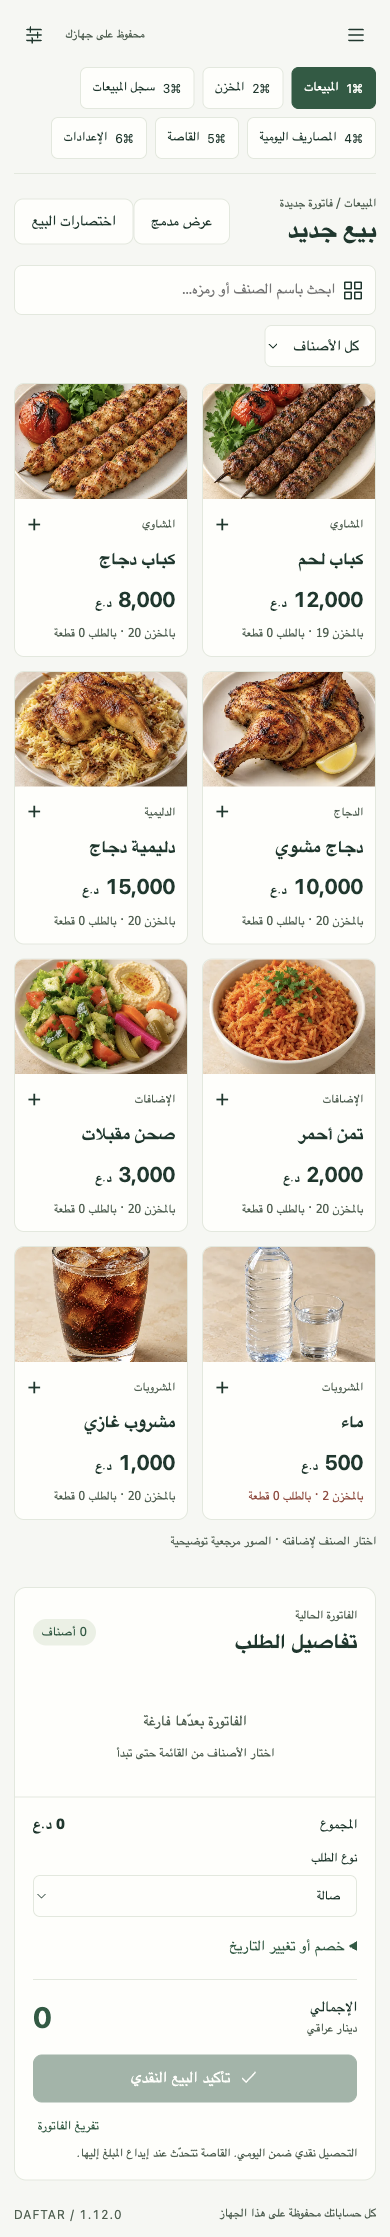 محفوظ على جهازك
⌘1 المبيعات
⌘2 المخزن
⌘3 سجل المبيعات
⌘4 المصاريف اليومية
⌘5 القاصة
⌘6 الإعدادات
المبيعات / فاتورة جديدة
بيع جديد
عرض مدمج
اختصارات البيع
ابحث باسم الصنف أو رمزه...
كل الأصناف
المشاوي
كباب لحم
12,000 د.ع
بالمخزن 19 · بالطلب 0 قطعة
المشاوي
كباب دجاج
8,000 د.ع
بالمخزن 20 · بالطلب 0 قطعة
الدجاج
دجاج مشوي
10,000 د.ع
بالمخزن 20 · بالطلب 0 قطعة
الدليمية
دليمية دجاج
15,000 د.ع
بالمخزن 20 · بالطلب 0 قطعة
الإضافات
تمن أحمر
2,000 د.ع
بالمخزن 20 · بالطلب 0 قطعة
الإضافات
صحن مقبلات
3,000 د.ع
بالمخزن 20 · بالطلب 0 قطعة
المشروبات
ماء
500 د.ع
بالمخزن 2 · بالطلب 0 قطعة
المشروبات
مشروب غازي
1,000 د.ع
بالمخزن 20 · بالطلب 0 قطعة
اختار الصنف لإضافته · الصور مرجعية توضيحية
الفاتورة الحالية
تفاصيل الطلب
0 أصناف
الفاتورة بعدّها فارغة
اختار الأصناف من القائمة حتى تبدأ
المجموع
0 د.ع
نوع الطلب
صالة
خصم أو تغيير التاريخ
الإجمالي
دينار عراقي
0
تأكيد البيع النقدي
تفريغ الفاتورة
التحصيل نقدي ضمن اليومي. القاصة تتحدّث عند إيداع المبلغ إليها.
كل حساباتك محفوظة على هذا الجهاز
DAFTAR / 1.12.0